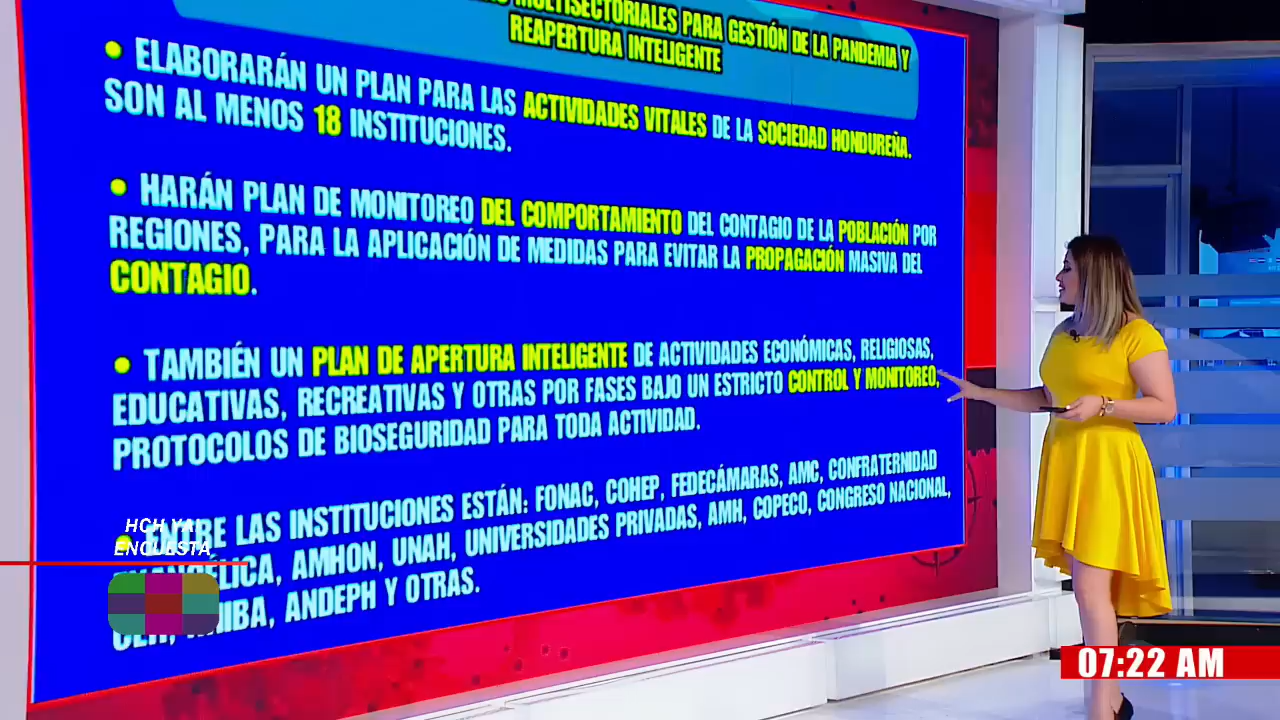 MULTISECTORIALES PARA GESTIÓN DE LA PANDEMIA Y
REAPERTURA INTELIGENTE
• ELABORARÁN UN PLAN PARA LAS ACTIVIDADES VITALES DE LA SOCIEDAD HONDUREÑA.
SON AL MENOS 18 INSTITUCIONES.
• HARÁN PLAN DE MONITOREO DEL COMPORTAMIENTO DEL CONTAGIO DE LA POBLACIÓN POR
REGIONES, PARA LA APLICACIÓN DE MEDIDAS PARA EVITAR LA PROPAGACIÓN MASIVA DEL
CONTAGIO.
• TAMBIÉN UN PLAN DE APERTURA INTELIGENTE DE ACTIVIDADES ECONÓMICAS, RELIGIOSAS,
EDUCATIVAS, RECREATIVAS Y OTRAS POR FASES BAJO UN ESTRICTO CONTROL Y MONITOREO,
PROTOCOLOS DE BIOSEGURIDAD PARA TODA ACTIVIDAD.
• ENTRE LAS INSTITUCIONES ESTÁN: FONAC, COHEP, FEDECÁMARAS, AMC, CONFRATERNIDAD
EVANGÉLICA, AMHON, UNAH, UNIVERSIDADES PRIVADAS, AMH, COPECO, CONGRESO NACIONAL,
ANDEPH Y OTRAS.
HCH YA!
ENCUESTA
07:22 AM